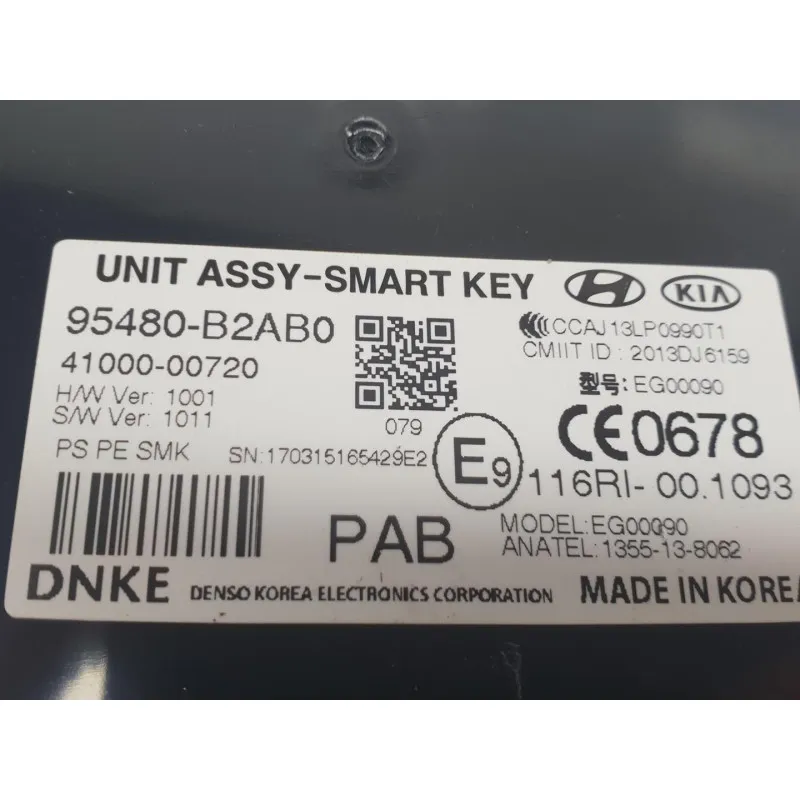 UNIT ASSY-SMART KEY
KIA
95480-B2AB0
41000-00720
H/W Ver: 1001
S/W Ver: 1011
PS PE SMK
079
SN:170315165429E2
CCAJ13LP0990T1
CMIIT ID : 2013DJ6159
型号: EG00090
CE0678
E9
116RI- 00.1093
PAB
MODEL:EG00090
ANATEL:1355-13-8062
DNKE
DENSO KOREA ELECTRONICS CORPORATION
MADE IN KOREA